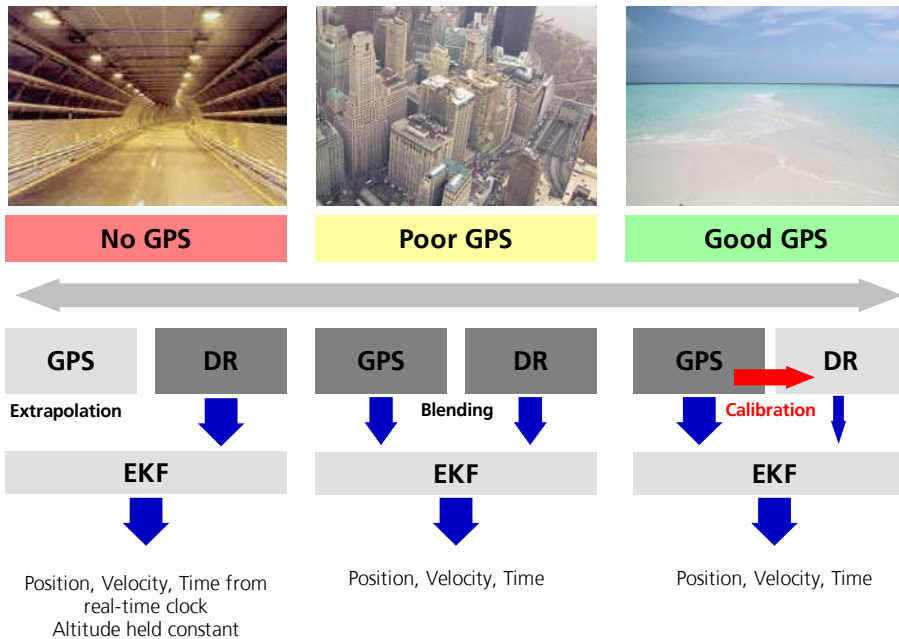 No GPS
Poor GPS
Good GPS
GPS
DR
GPS
DR
GPS
DR
Extrapolation
Blending
Calibration
EKF
EKF
EKF
Position, Velocity, Time from
real-time clock
Altitude held constant
Position, Velocity, Time
Position, Velocity, Time